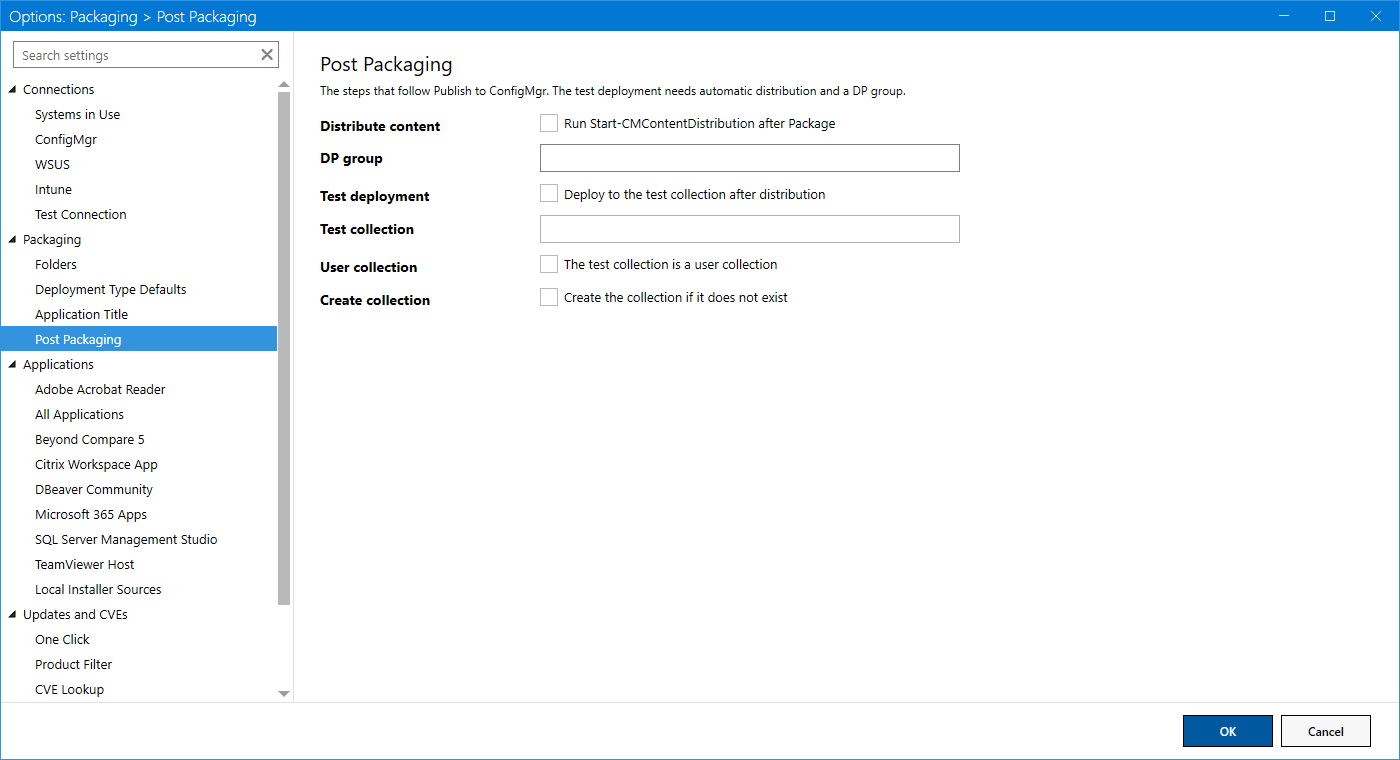 Options: Packaging > Post Packaging
Search settings
Connections
Systems in Use
ConfigMgr
WSUS
Intune
Test Connection
Packaging
Folders
Deployment Type Defaults
Application Title
Post Packaging
Applications
Adobe Acrobat Reader
All Applications
Beyond Compare 5
Citrix Workspace App
DBeaver Community
Microsoft 365 Apps
SQL Server Management Studio
TeamViewer Host
Local Installer Sources
Updates and CVEs
One Click
Product Filter
CVE Lookup
Post Packaging
The steps that follow Publish to ConfigMgr. The test deployment needs automatic distribution and a DP group.
Distribute content Run Start-CMContentDistribution after Package
DP group
Test deployment Deploy to the test collection after distribution
Test collection
User collection The test collection is a user collection
Create collection Create the collection if it does not exist
OK Cancel